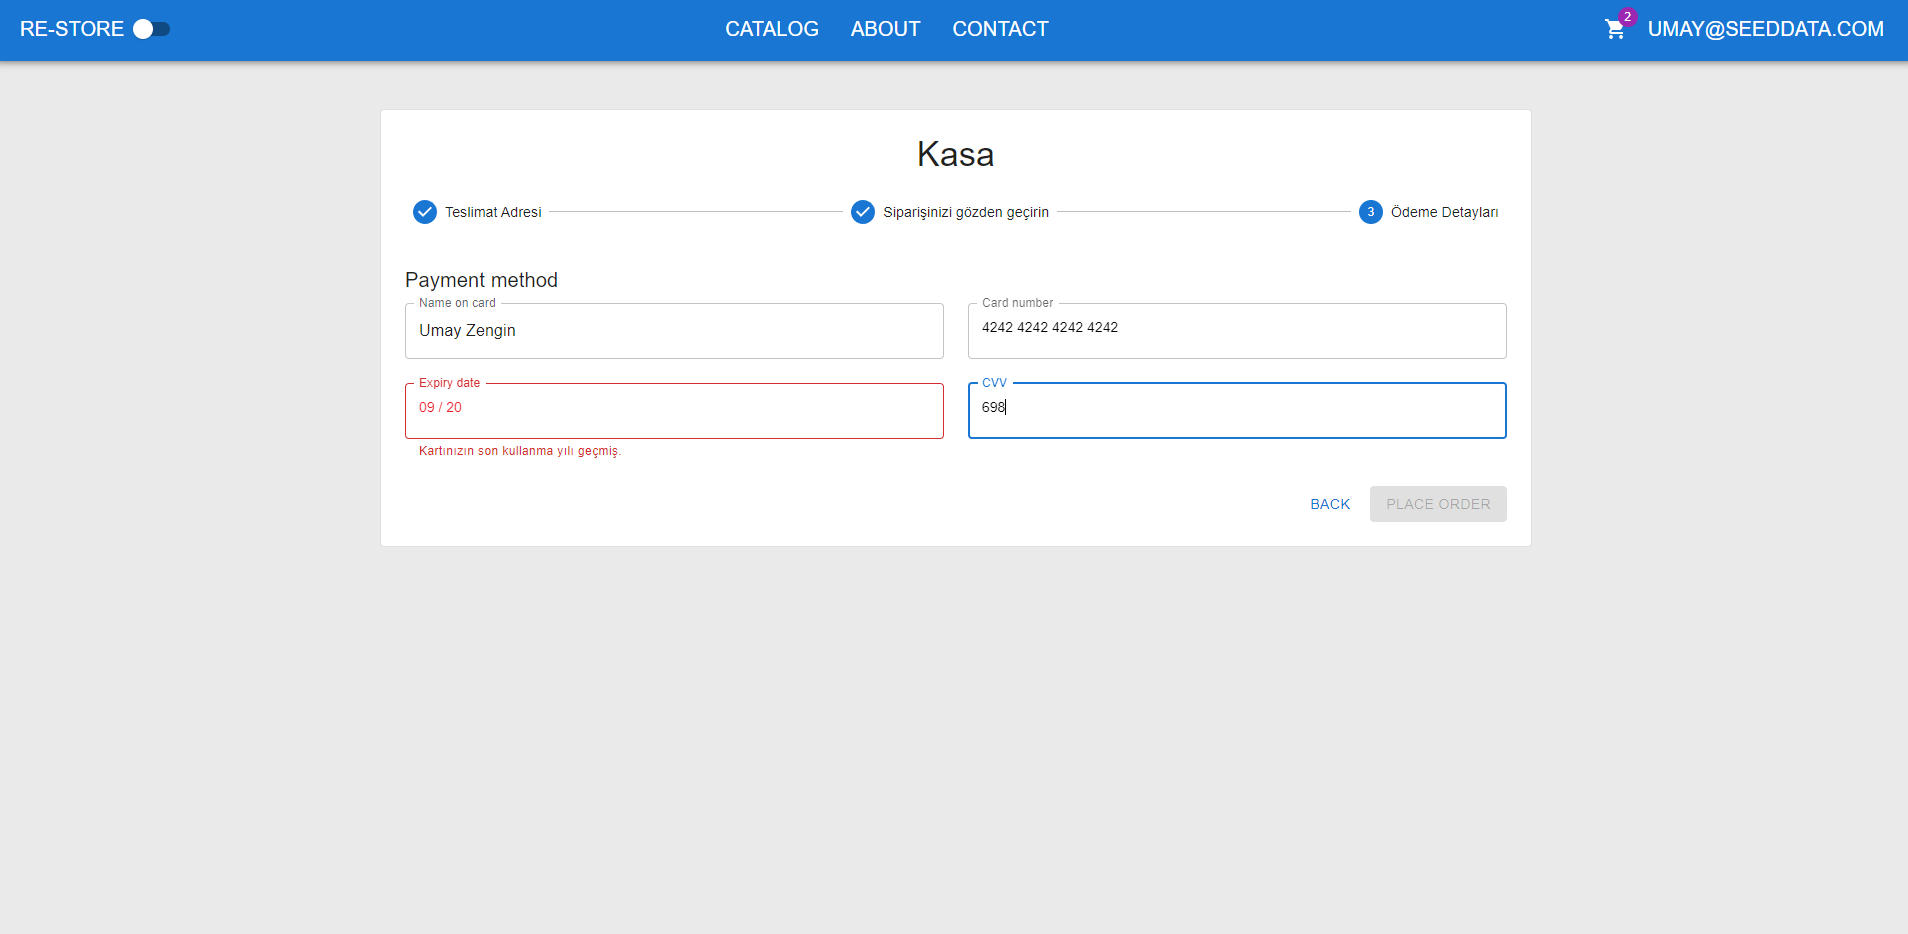 RE-STORE
CATALOG ABOUT CONTACT
2
UMAY@SEEDDATA.COM
Kasa
Teslimat Adresi
Siparişinizi gözden geçirin
3 Ödeme Detayları
Payment method
Name on card
Umay Zengin
Card number
4242 4242 4242 4242
Expiry date
09 / 20
Kartınızın son kullanma yılı geçmiş.
CVV
698
BACK
PLACE ORDER